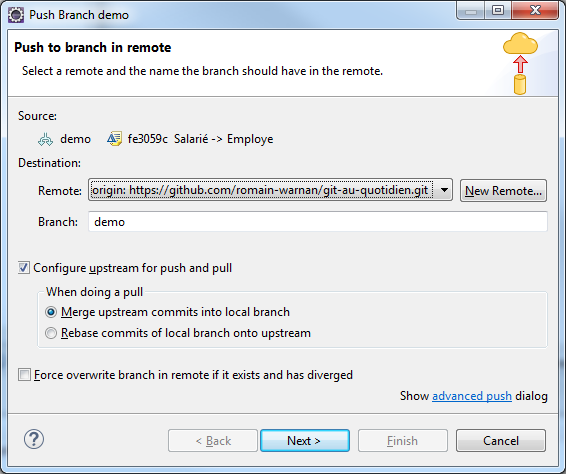 Push Branch demo
Push to branch in remote
Select a remote and the name the branch should have in the remote.
Source:
demo fe3059c Salarié -> Employe
Destination:
Remote: origin: https://github.com/romain-warnan/git-au-quotidien.git New Remote...
Branch: demo
Configure upstream for push and pull
When doing a pull
Merge upstream commits into local branch
Rebase commits of local branch onto upstream
Force overwrite branch in remote if it exists and has diverged
Show advanced push dialog
? < Back Next > Finish Cancel